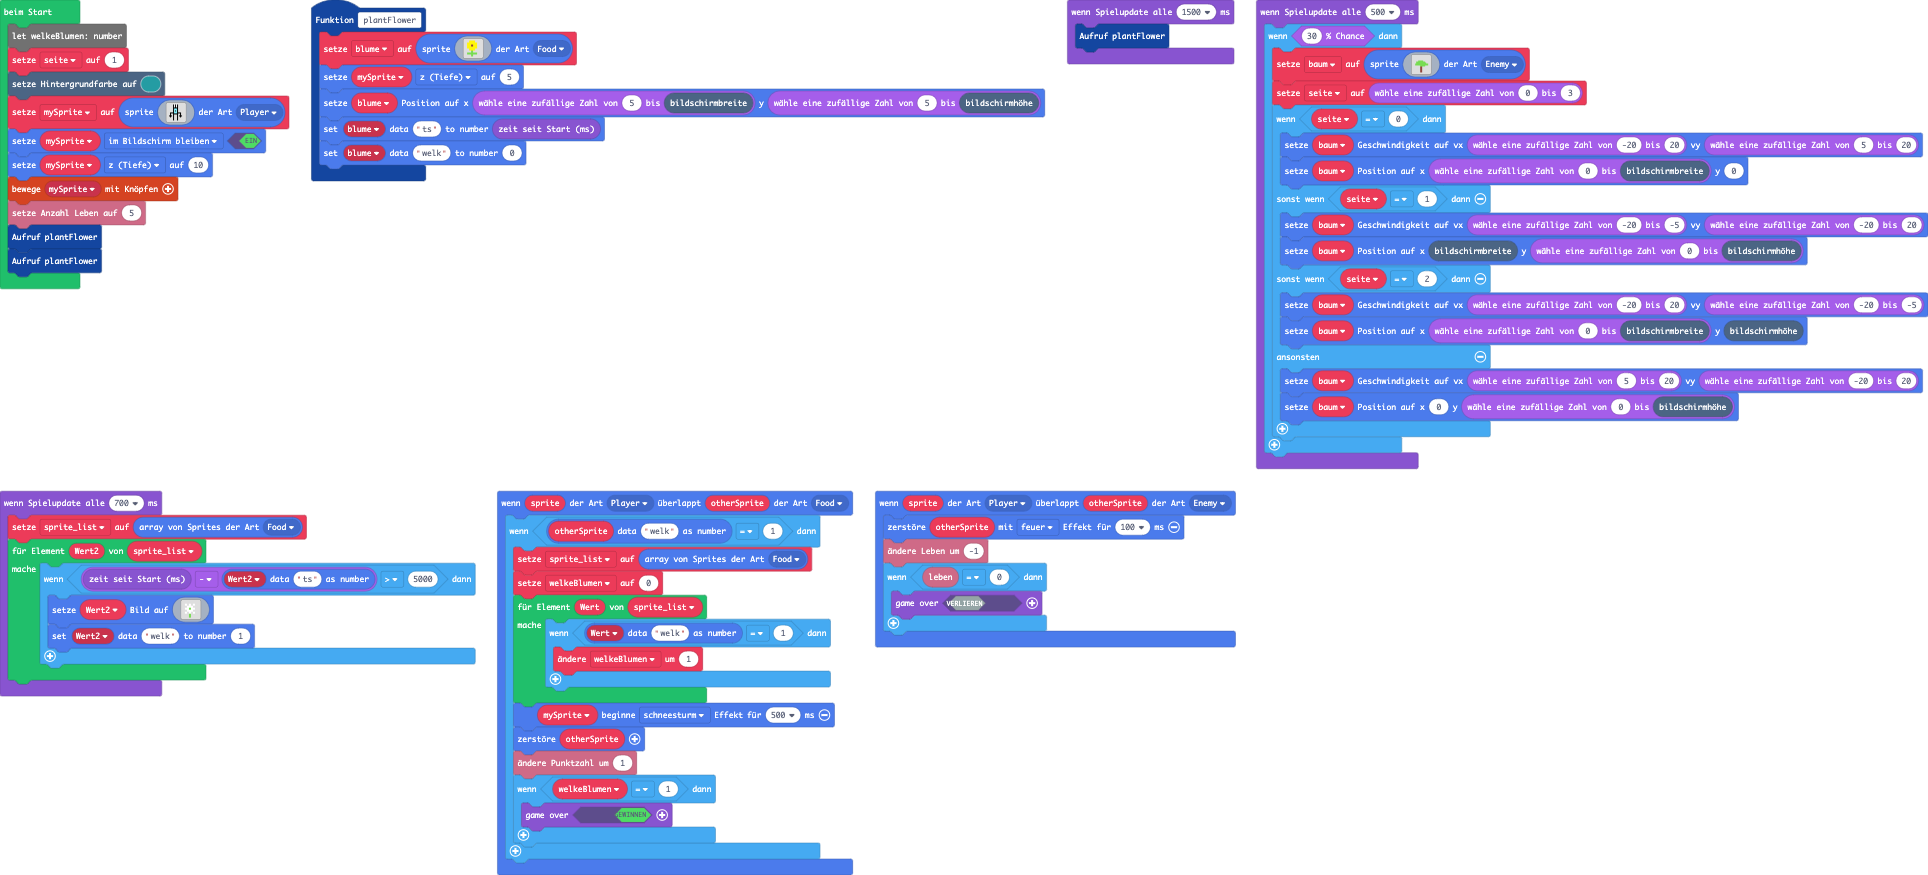 beim Start
let welkeBlumen: number
setze seite auf 1
setze Hintergrundfarbe auf
setze mySprite auf sprite der Art Player
setze mySprite im Bildschirm bleiben EIN
setze mySprite z (Tiefe) auf 10
bewege mySprite mit Knöpfen
setze Anzahl Leben auf 5
Aufruf plantFlower
Aufruf plantFlower
Funktion plantFlower
setze blume auf sprite der Art Food
setze mySprite z (Tiefe) auf 5
setze blume Position auf x wähle eine zufällige Zahl von 5 bis bildschirmbreite y wähle eine zufällige Zahl von 5 bis bildschirmhöhe
set blume data "ts" to number zeit seit Start (ms)
set blume data "welk" to number 0
wenn Spielupdate alle 1500 ms
Aufruf plantFlower
wenn Spielupdate alle 500 ms
wenn 30 % Chance dann
setze baum auf sprite der Art Enemy
setze seite auf wähle eine zufällige Zahl von 0 bis 3
wenn seite = 0 dann
setze baum Geschwindigkeit auf vx wähle eine zufällige Zahl von -20 bis 20 vy wähle eine zufällige Zahl von 5 bis 20
setze baum Position auf x wähle eine zufällige Zahl von 0 bis bildschirmbreite y 0
sonst wenn seite = 1 dann
setze baum Geschwindigkeit auf vx wähle eine zufällige Zahl von -20 bis -5 vy wähle eine zufällige Zahl von -20 bis 20
setze baum Position auf x bildschirmbreite y wähle eine zufällige Zahl von 0 bis bildschirmhöhe
sonst wenn seite = 2 dann
setze baum Geschwindigkeit auf vx wähle eine zufällige Zahl von -20 bis 20 vy wähle eine zufällige Zahl von -20 bis -5
setze baum Position auf x wähle eine zufällige Zahl von 0 bis bildschirmbreite y bildschirmhöhe
ansonsten
setze baum Geschwindigkeit auf vx wähle eine zufällige Zahl von 5 bis 20 vy wähle eine zufällige Zahl von -20 bis 20
setze baum Position auf x 0 y wähle eine zufällige Zahl von 0 bis bildschirmhöhe
wenn Spielupdate alle 700 ms
setze sprite_list auf array von Sprites der Art Food
für Element Wert2 von sprite_list
mache
wenn zeit seit Start (ms) - Wert2 data "ts" as number > 5000 dann
setze Wert2 Bild auf
set Wert2 data "welk" to number 1
wenn sprite der Art Player überlappt otherSprite der Art Food
wenn otherSprite data "welk" as number = 1 dann
setze sprite_list auf array von Sprites der Art Food
setze welkeBlumen auf 0
für Element Wert von sprite_list
mache
wenn Wert data "welk" as number = 1 dann
ändere welkeBlumen um 1
mySprite beginne schneesturm Effekt für 500 ms
zerstöre otherSprite
ändere Punktzahl um 1
wenn welkeBlumen = 1 dann
game over GEWINNEN
wenn sprite der Art Player überlappt otherSprite der Art Enemy
zerstöre otherSprite mit feuer Effekt für 100 ms
ändere Leben um -1
wenn leben = 0 dann
game over VERLIEREN